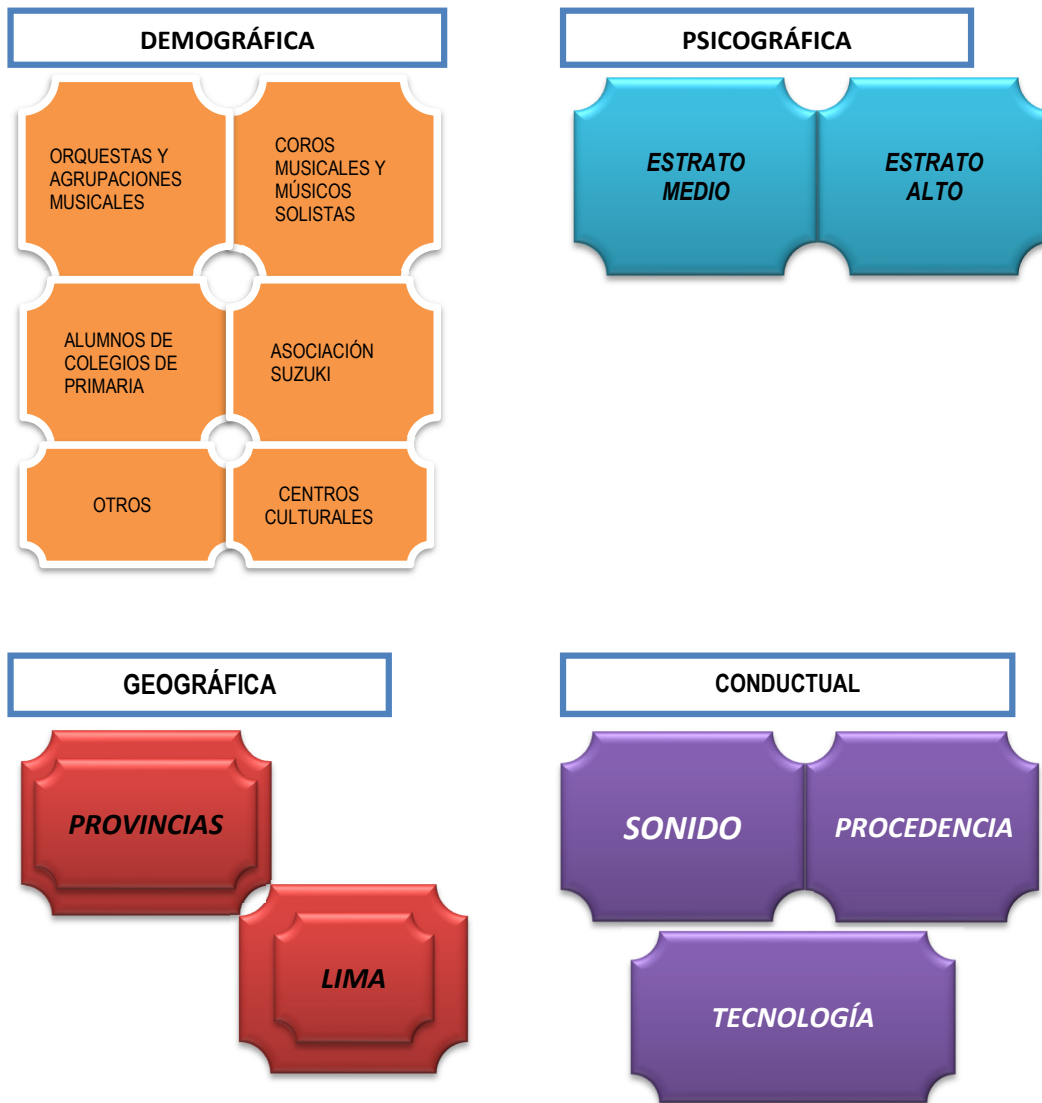 DEMOGRÁFICA
ORQUESTAS Y
AGRUPACIONES
MUSICALES
COROS
MUSICALES Y
MÚSICOS
SOLISTAS
ALUMNOS DE
COLEGIOS DE
PRIMARIA
ASOCIACIÓN
SUZUKI
OTROS
CENTROS
CULTURALES
PSICOGRÁFICA
ESTRATO
MEDIO
ESTRATO
ALTO
GEOGRÁFICA
PROVINCIAS
LIMA
CONDUCTUAL
SONIDO
PROCEDENCIA
TECNOLOGÍA